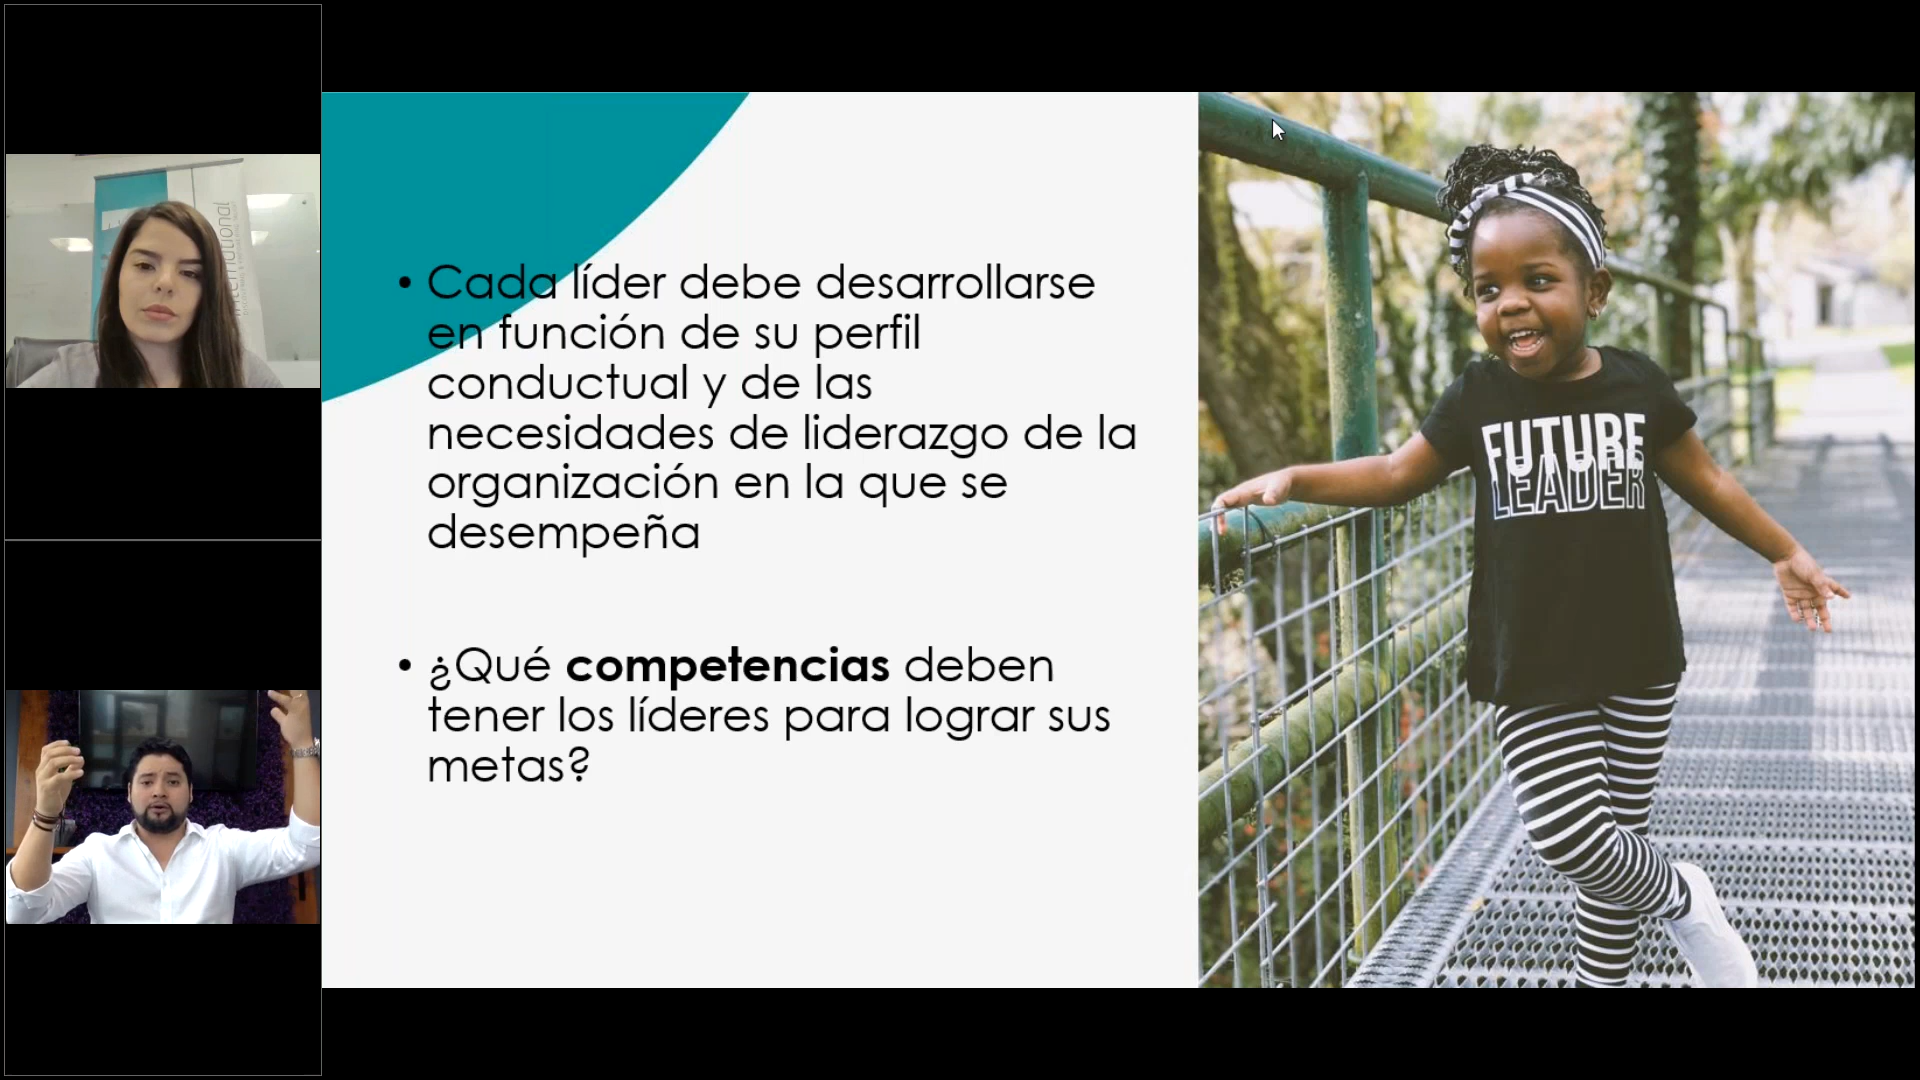 International
• Cada líder debe desarrollarse
en función de su perfil
conductual y de las
necesidades de liderazgo de la
organización en la que se
desempeña
• ¿Qué competencias deben
tener los líderes para lograr sus
metas?
FUTURE
LEADER